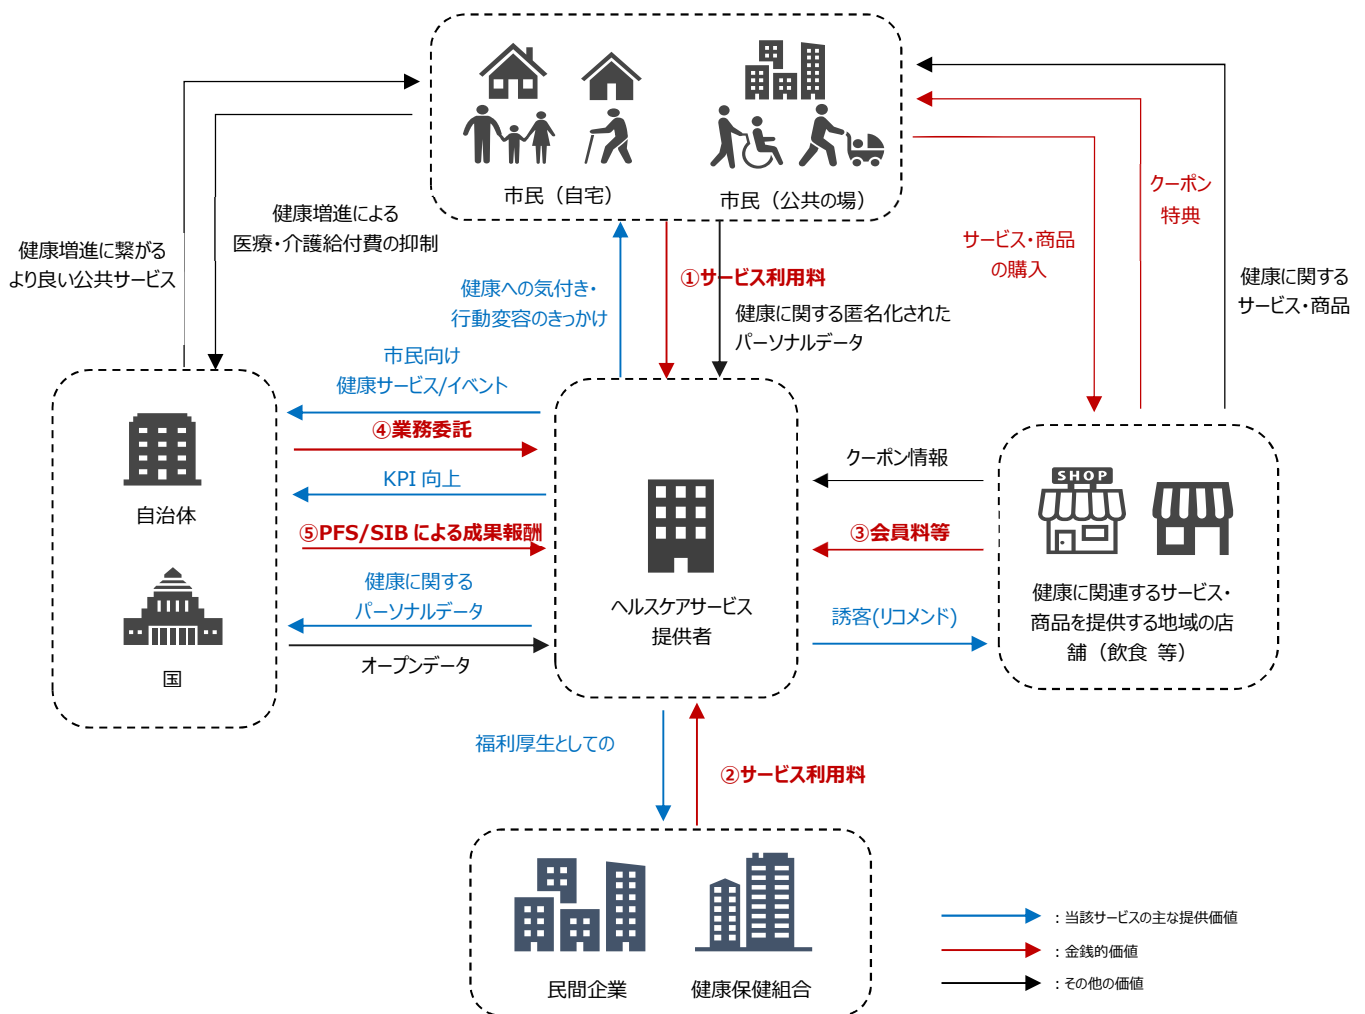 市民（自宅）
市民（公共の場）
健康増進に繋がる
より良い公共サービス
健康増進による
医療・介護給付費の抑制
健康への気付き・
行動変容のきっかけ
①サービス利用料
健康に関する匿名化された
パーソナルデータ
サービス・商品
の購入
クーポン
特典
健康に関する
サービス・商品
市民向け
健康サービス/イベント
④業務委託
KPI 向上
⑤PFS/SIB による成果報酬
健康に関する
パーソナルデータ
オープンデータ
自治体
国
ヘルスケアサービス
提供者
クーポン情報
③会員料等
誘客(リコメンド)
SHOP
健康に関連するサービス・
商品を提供する地域の店
舗（飲食 等）
福利厚生としての
②サービス利用料
民間企業
健康保健組合
：当該サービスの主な提供価値
：金銭的価値
：その他の価値